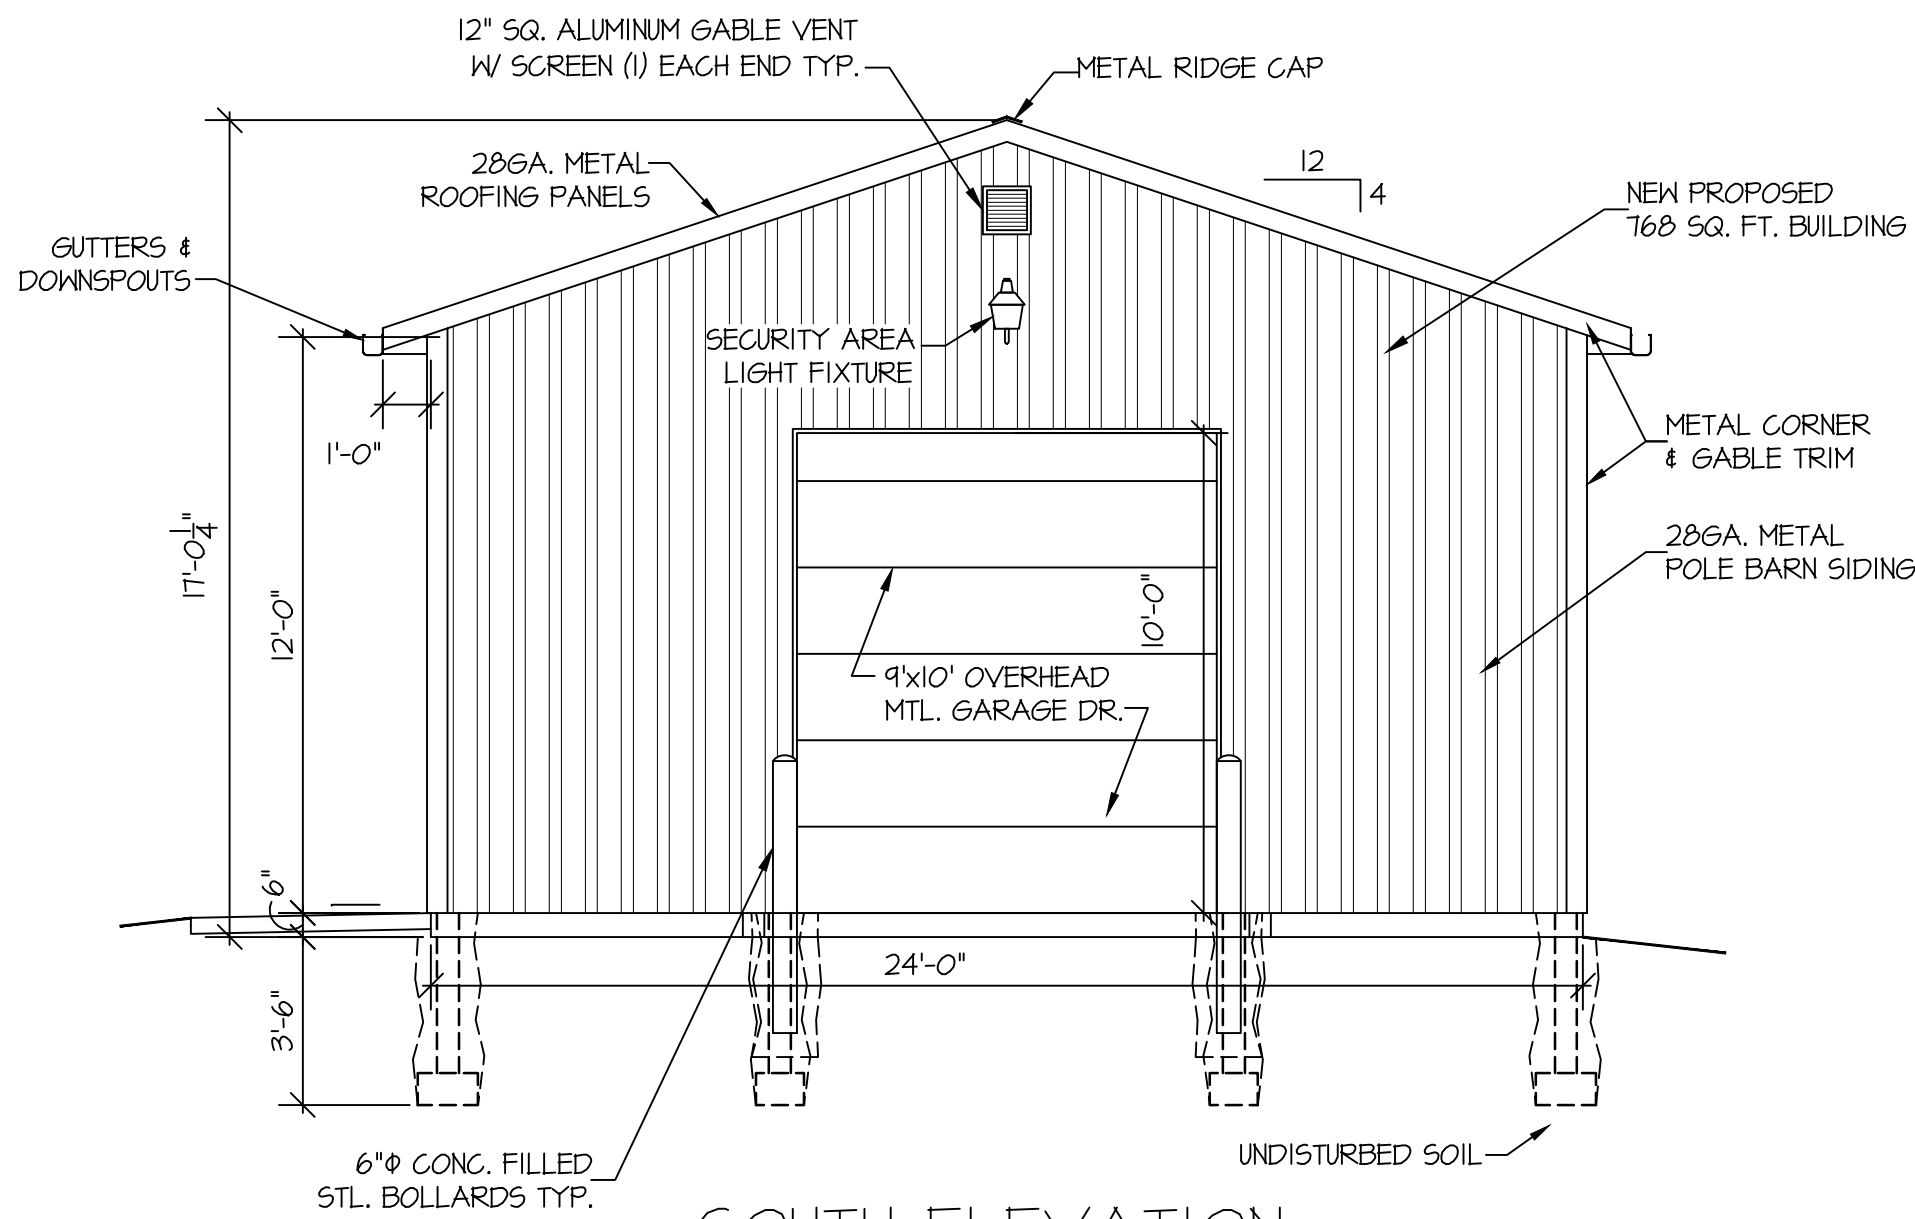 12" SQ. ALUMINUM GABLE VENT
W/ SCREEN (1) EACH END TYP.
METAL RIDGE CAP
28GA. METAL
ROOFING PANELS
12
4
NEW PROPOSED
768 SQ. FT. BUILDING
GUTTERS &
DOWNSPOUTS
SECURITY AREA
LIGHT FIXTURE
1'-0"
METAL CORNER
& GABLE TRIM
17'-0 1/4"
12'-0"
10'-0"
28GA. METAL
POLE BARN SIDING
9'x10' OVERHEAD
MTL. GARAGE DR.
6"
24'-0"
3'-6"
6"Φ CONC. FILLED
STL. BOLLARDS TYP.
UNDISTURBED SOIL
SOUTH ELEVATION